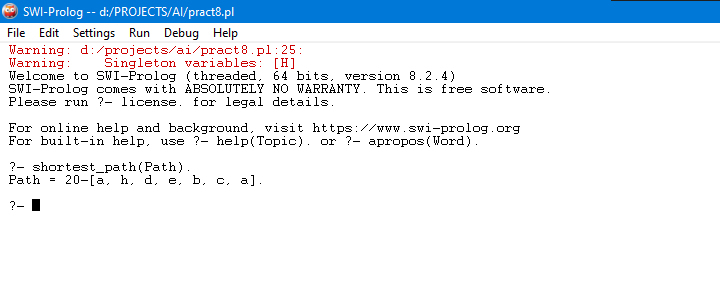 SWI-Prolog -- d:/PROJECTS/AI/pract8.pl
File Edit Settings Run Debug Help
Warning: d:/projects/ai/pract8.pl:25:
Warning:    Singleton variables: [H]
Welcome to SWI-Prolog (threaded, 64 bits, version 8.2.4)
SWI-Prolog comes with ABSOLUTELY NO WARRANTY. This is free software.
Please run ?- license. for legal details.
For online help and background, visit https://www.swi-prolog.org
For built-in help, use ?- help(Topic). or ?- apropos(Word).
?- shortest_path(Path).
Path = 20-[a, h, d, e, b, c, a].
?-